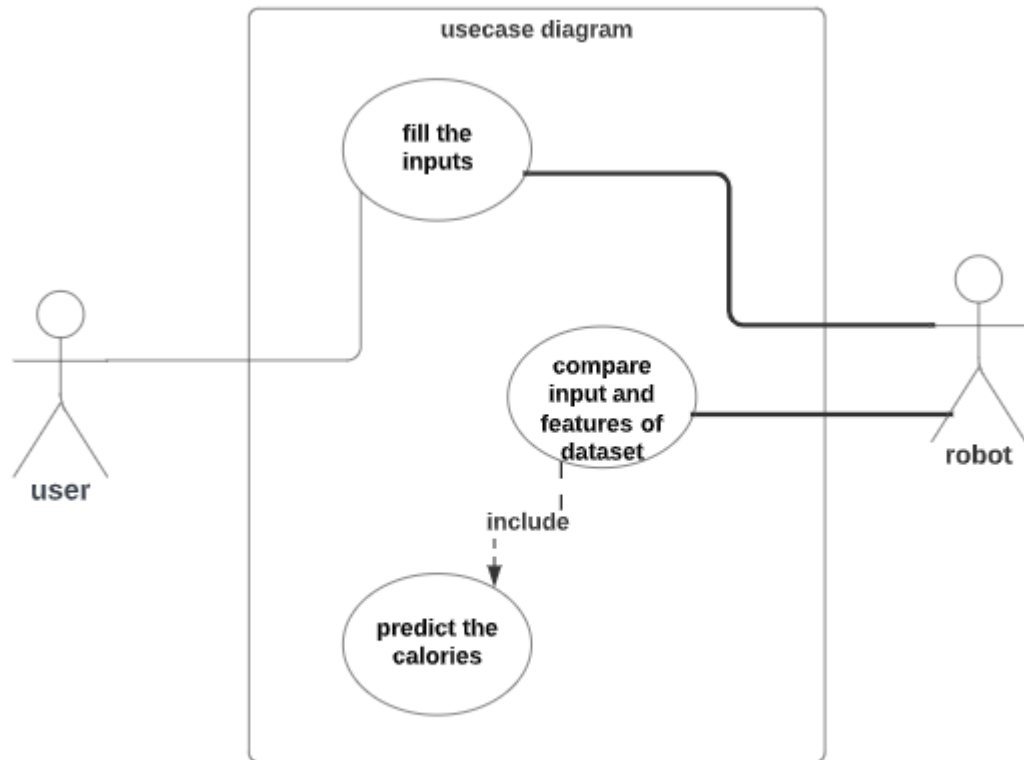 usecase diagram
fill the
inputs
compare
input and
features of
dataset
robot
user
include
predict the
calories